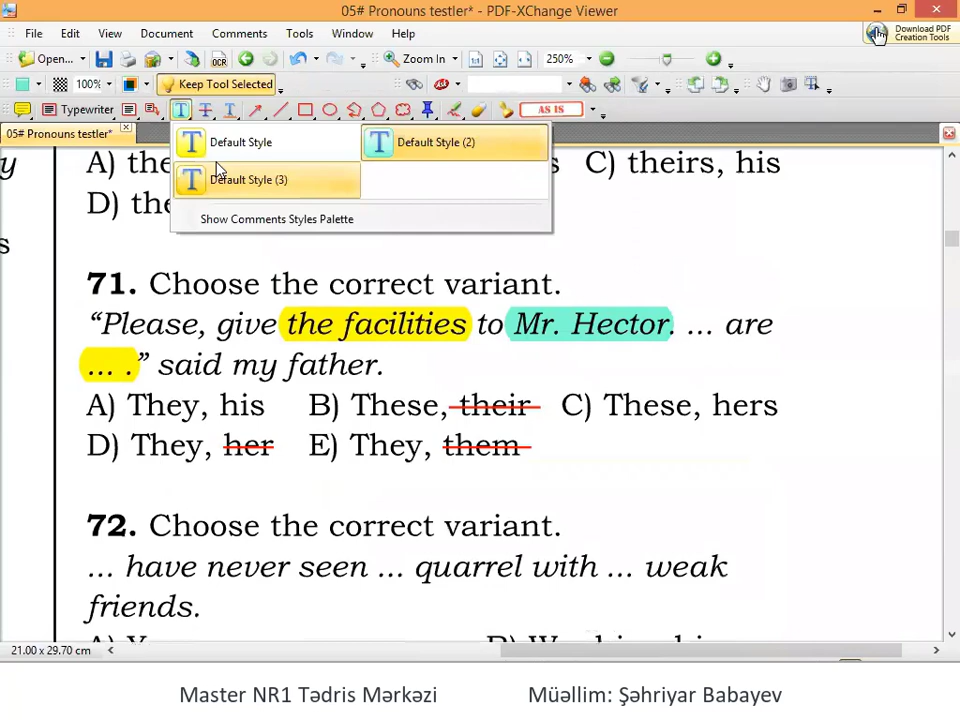 05# Pronouns testler* - PDF-XChange Viewer
File Edit View Document Comments Tools Window Help
Download PDF
Creation Tools
Open... OCR Zoom In 250%
100% Keep Tool Selected
Typewriter AS IS
05# Pronouns testler*
Default Style Default Style (2)
Default Style (3)
Show Comments Styles Palette
y A) the s C) theirs, his
D) the
s
71. Choose the correct variant.
“Please, give the facilities to Mr. Hector. ... are
... .” said my father.
A) They, his B) These, their C) These, hers
D) They, her E) They, them
72. Choose the correct variant.
... have never seen ... quarrel with ... weak
friends.
21.00 x 29.70 cm
Master NR1 Tədris Mərkəzi Müəllim: Şəhriyar Babayev